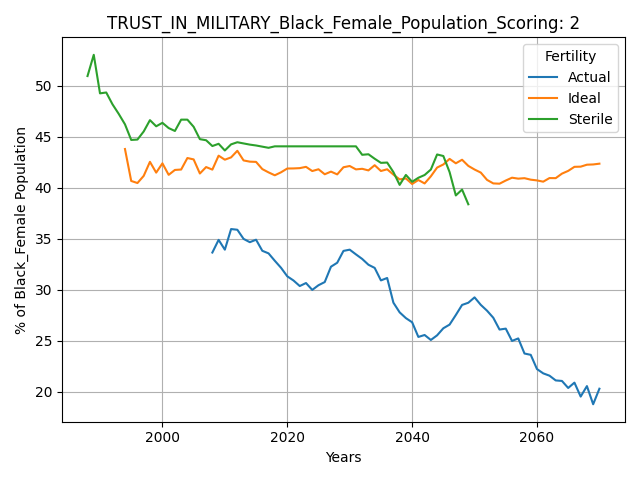 TRUST_IN_MILITARY_Black_Female_Population_Scoring: 2
Fertility
Actual
Ideal
Sterile
% of Black_Female Population
50
45
40
35
30
25
20
2000
2020
2040
2060
Years